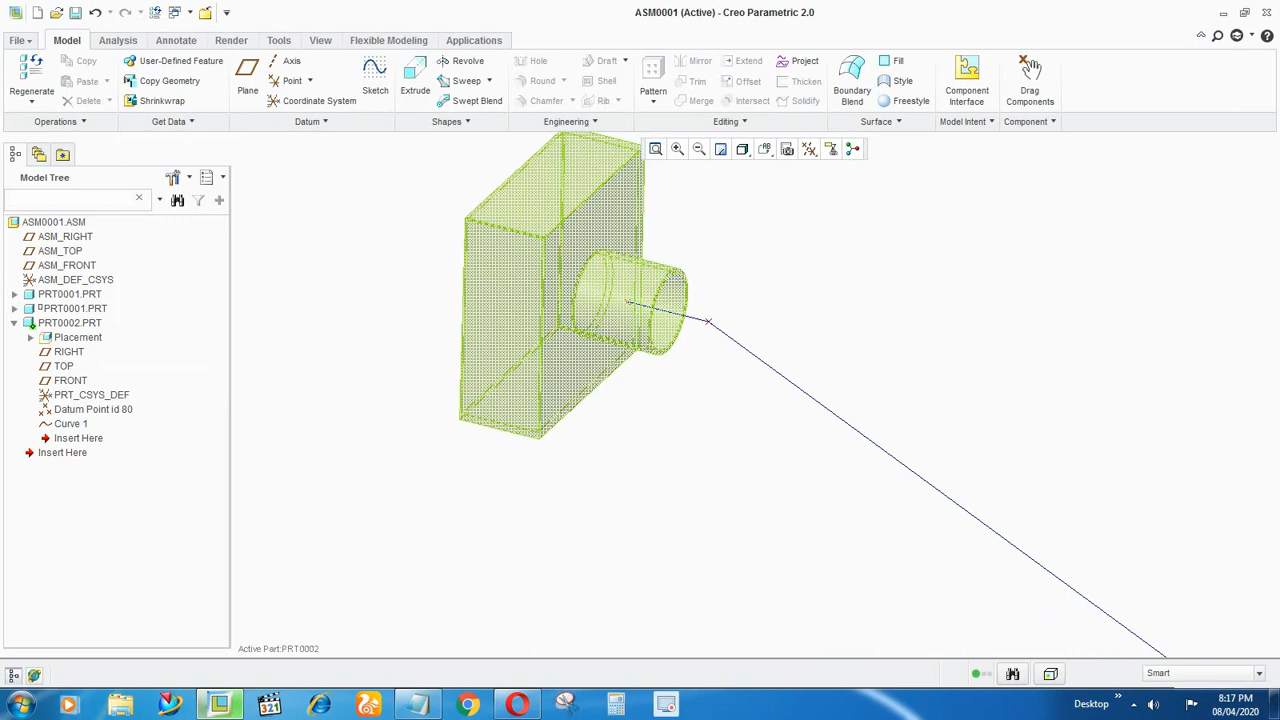 ASM0001 (Active) - Creo Parametric 2.0
File Model Analysis Annotate Render Tools View Flexible Modeling Applications
Regenerate
Copy
Paste
Delete
Operations
User-Defined Feature
Copy Geometry
Shrinkwrap
Get Data
Plane
Axis
Point
Coordinate System
Sketch
Datum
Extrude
Revolve
Sweep
Swept Blend
Shapes
Hole
Round
Chamfer
Draft
Shell
Rib
Engineering
Pattern
Mirror
Trim
Merge
Extend
Offset
Intersect
Project
Thicken
Solidify
Editing
Boundary
Blend
Fill
Style
Freestyle
Surface
Component
Interface
Model Intent
Drag
Components
Component
Model Tree
ASM0001.ASM
ASM_RIGHT
ASM_TOP
ASM_FRONT
ASM_DEF_CSYS
PRT0001.PRT
PRT0001.PRT
PRT0002.PRT
Placement
RIGHT
TOP
FRONT
PRT_CSYS_DEF
Datum Point id 80
Curve 1
Insert Here
Insert Here
Active Part:PRT0002
Smart
321
Desktop
»
8:17 PM
08/04/2020